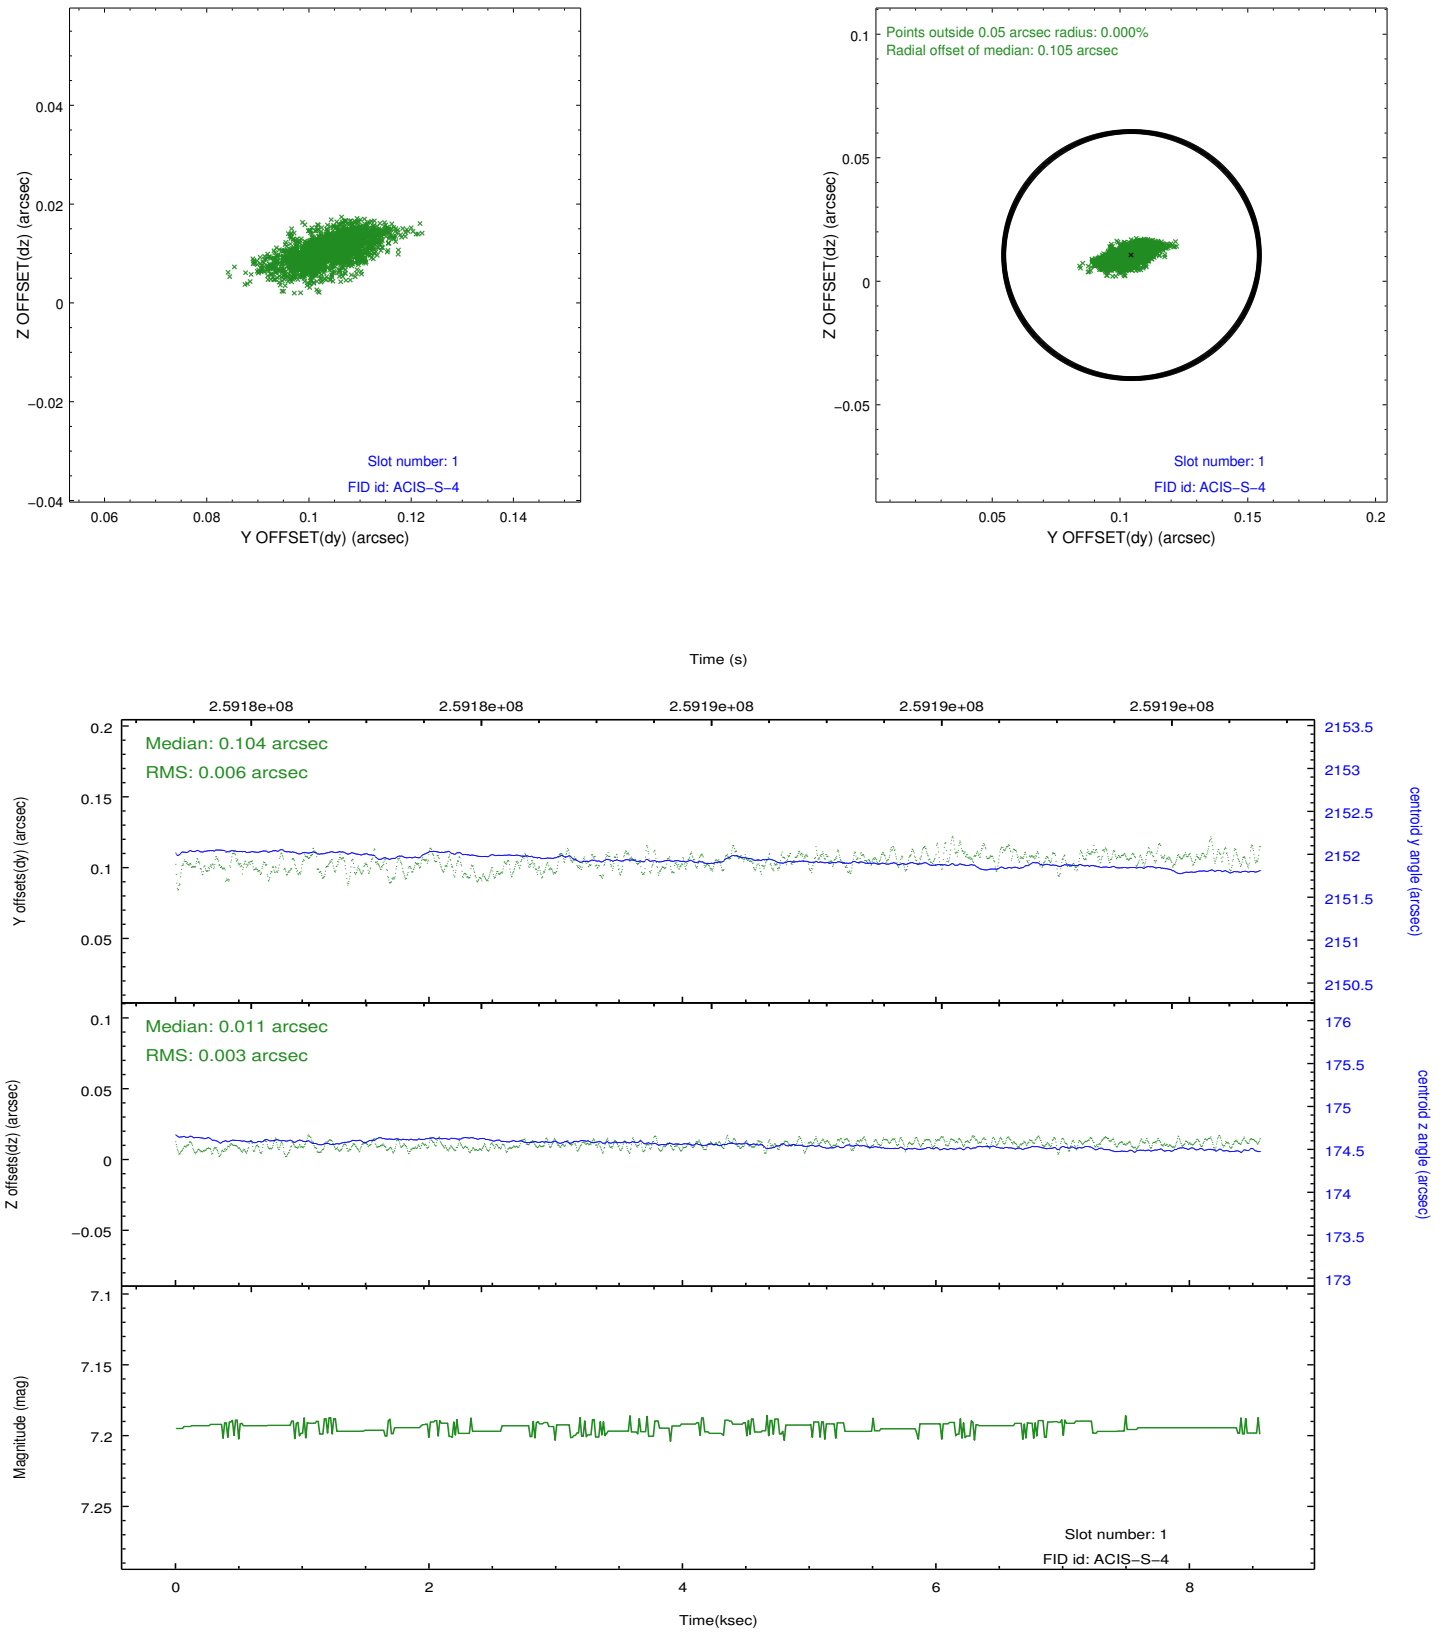 0.04
0.02
0
−0.02
−0.04
Z OFFSET(dz) (arcsec)
0.06
0.08
0.1
0.12
0.14
Y OFFSET(dy) (arcsec)
Slot number: 1
FID id: ACIS−S−4
Points outside 0.05 arcsec radius: 0.000%
Radial offset of median: 0.105 arcsec
0.1
0.05
0
−0.05
Z OFFSET(dz) (arcsec)
0.05
0.1
0.15
0.2
Y OFFSET(dy) (arcsec)
Slot number: 1
FID id: ACIS−S−4
Time (s)
2.5918e+08
2.5918e+08
2.5919e+08
2.5919e+08
2.5919e+08
Median: 0.104 arcsec
RMS: 0.006 arcsec
0.2
0.15
0.1
0.05
Y offsets(dy) (arcsec)
2153.5
2153
2152.5
2152
2151.5
2151
2150.5
centroid y angle (arcsec)
Median: 0.011 arcsec
RMS: 0.003 arcsec
0.1
0.05
0
−0.05
Z offsets(dz) (arcsec)
176
175.5
175
174.5
174
173.5
173
centroid z angle (arcsec)
7.1
7.15
7.2
7.25
Magnitude (mag)
Slot number: 1
FID id: ACIS−S−4
0
2
4
6
8
Time(ksec)